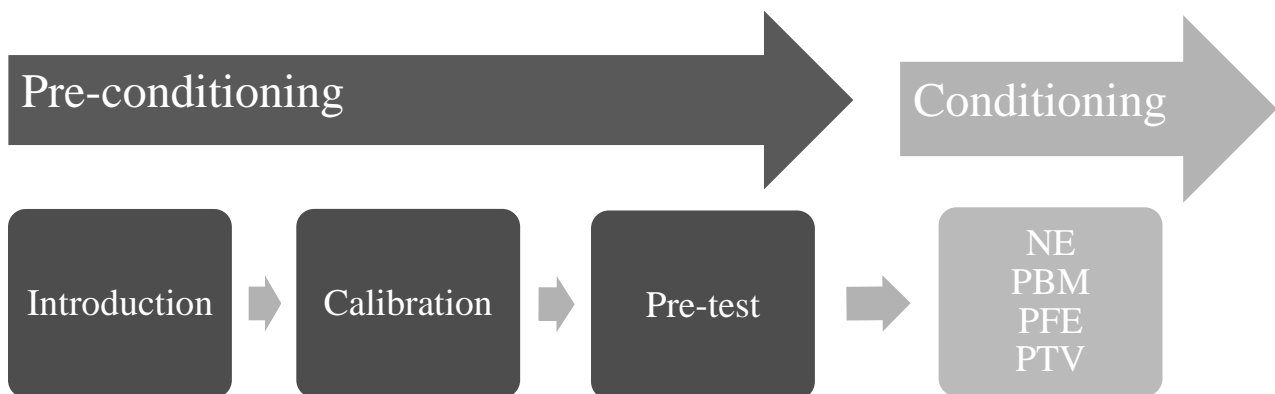 Pre-conditioning
Conditioning
Introduction
Calibration
Pre-test
NE
PBM
PFE
PTV